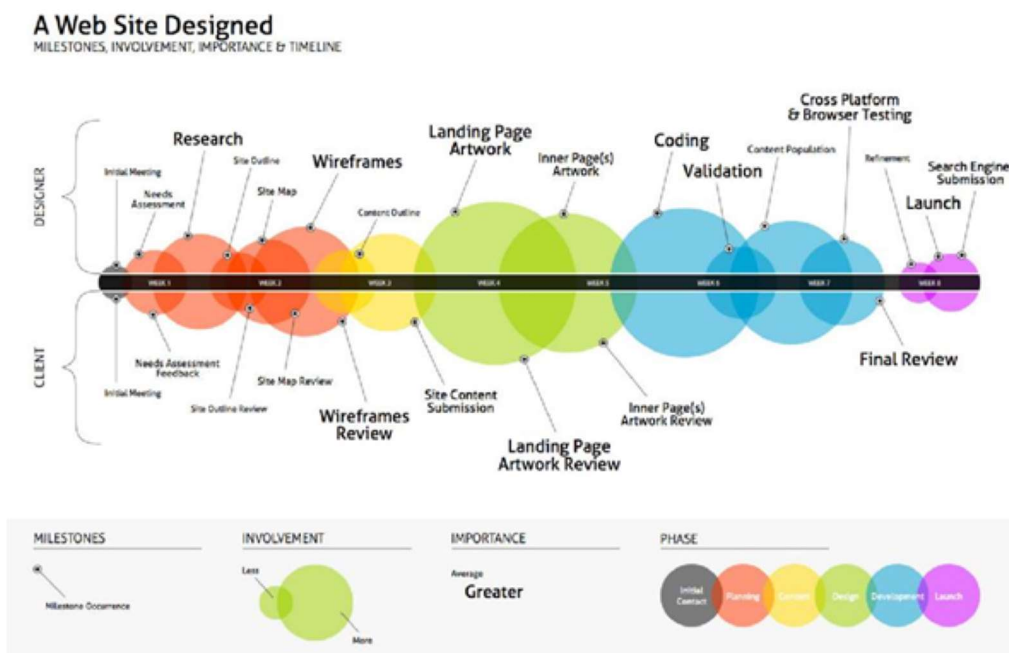 A Web Site Designed
MILESTONES, INVOLVEMENT, IMPORTANCE & TIMELINE
DESIGNER
Initial Meeting
Needs
Assessment
Research
Site Outline
Site Map
Wireframes
Content Outline
Landing Page
Artwork
Inner Page(s)
Artwork
Coding
Validation
Content Population
Cross Platform
& Browser Testing
Refinement
Launch
Search Engine
Submission
WEEK 1
WEEK 2
WEEK 3
WEEK 4
WEEK 5
WEEK 6
WEEK 7
WEEK 8
CLIENT
Initial Meeting
Needs Assessment
Feedback
Site Outline Review
Site Map Review
Wireframes
Review
Site Content
Submission
Landing Page
Artwork Review
Inner Page(s)
Artwork Review
Final Review
MILESTONES
Milestone Occurrence
INVOLVEMENT
Less
More
IMPORTANCE
Average
Greater
PHASE
Initial
Contact
Planning
Content
Design
Development
Launch